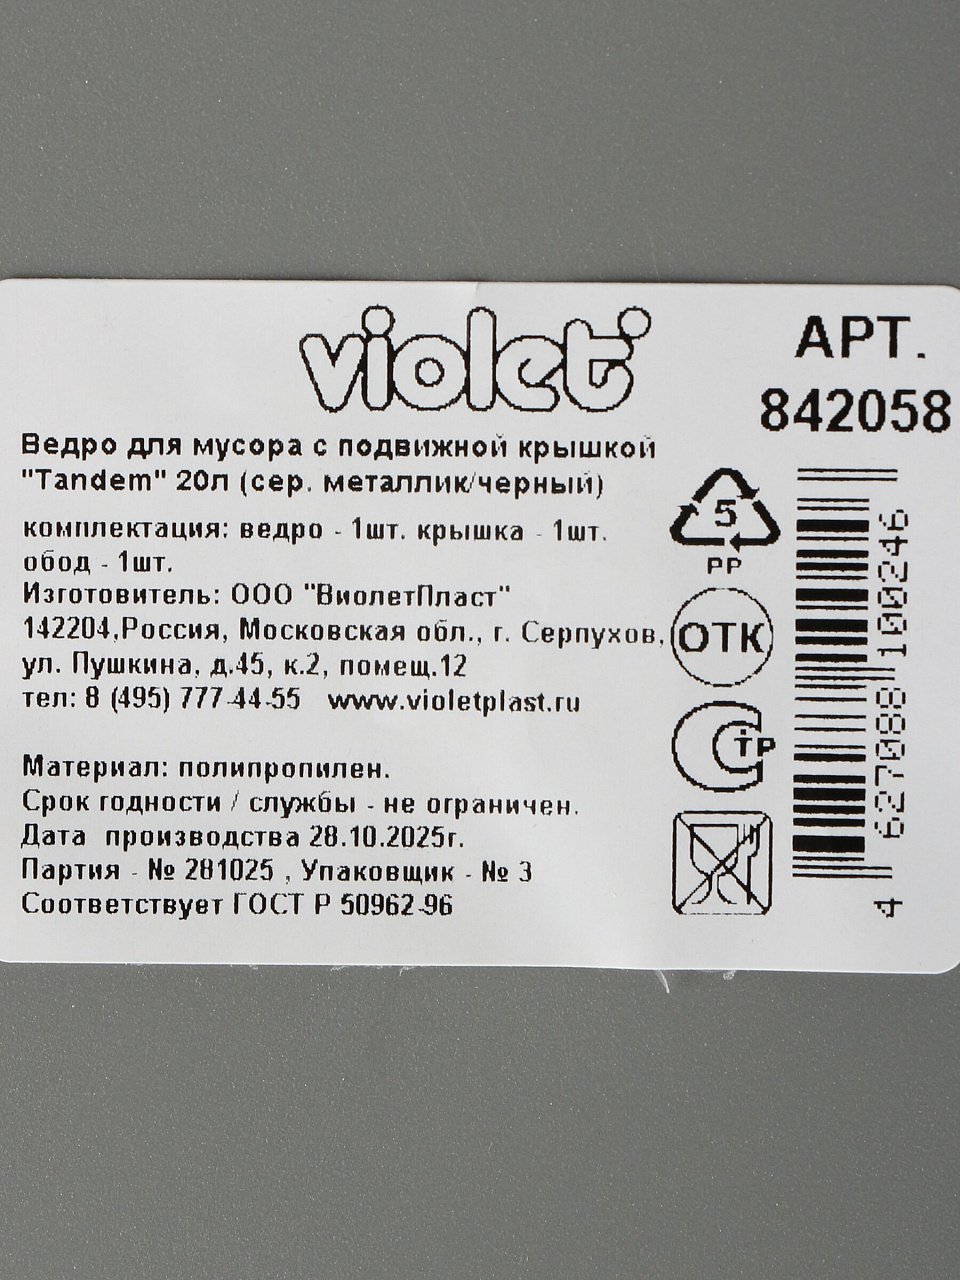 violet
АРТ.
842058
Ведро для мусора с подвижной крышкой
"Tandem" 20л (сер. металлик/черный)
комплектация: ведро - 1шт. крышка - 1шт.
обод - 1шт.
Изготовитель: ООО "ВиолетПласт"
142204,Россия, Московская обл., г. Серпухов,
ул. Пушкина, д.45, к.2, помещ.12
тел: 8 (495) 777-44-55 www.violetplast.ru
Материал: полипропилен.
Срок годности / службы - не ограничен.
Дата производства 28.10.2025г.
Партия - № 281025 , Упаковщик - № 3
Соответствует ГОСТ Р 50962-96
5
PP
ОТК
СТР
4 627088 100246